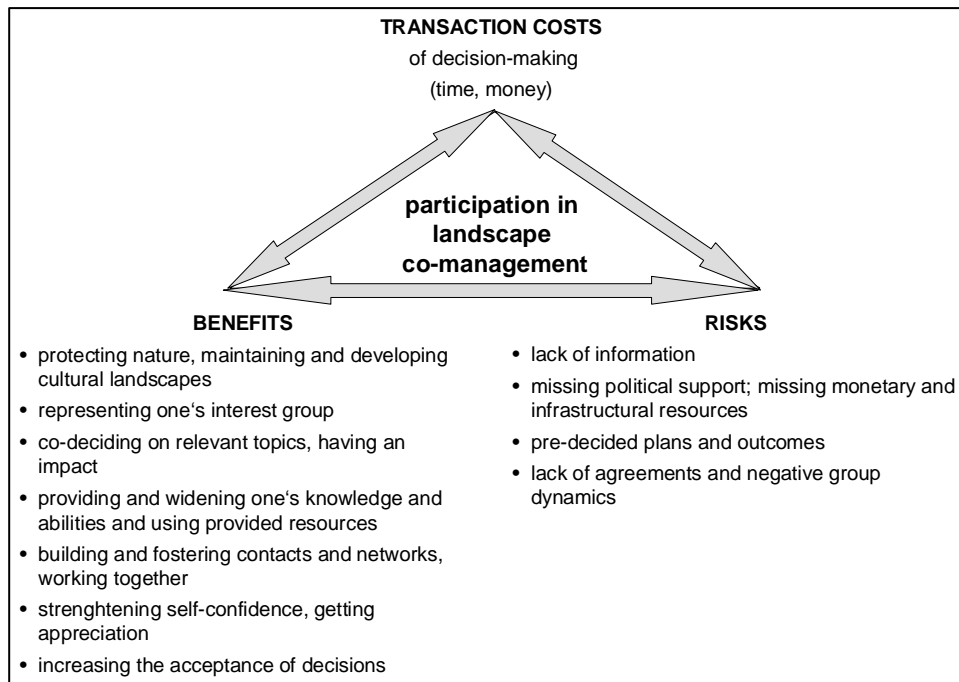 TRANSACTION COSTS
of decision-making
(time, money)
participation in
landscape
co-management
BENEFITS
• protecting nature, maintaining and developing
cultural landscapes
• representing one‘s interest group
• co-deciding on relevant topics, having an
impact
• providing and widening one‘s knowledge and
abilities and using provided resources
• building and fostering contacts and networks,
working together
• strenghtening self-confidence, getting
appreciation
• increasing the acceptance of decisions
RISKS
• lack of information
• missing political support; missing monetary and
infrastructural resources
• pre-decided plans and outcomes
• lack of agreements and negative group
dynamics